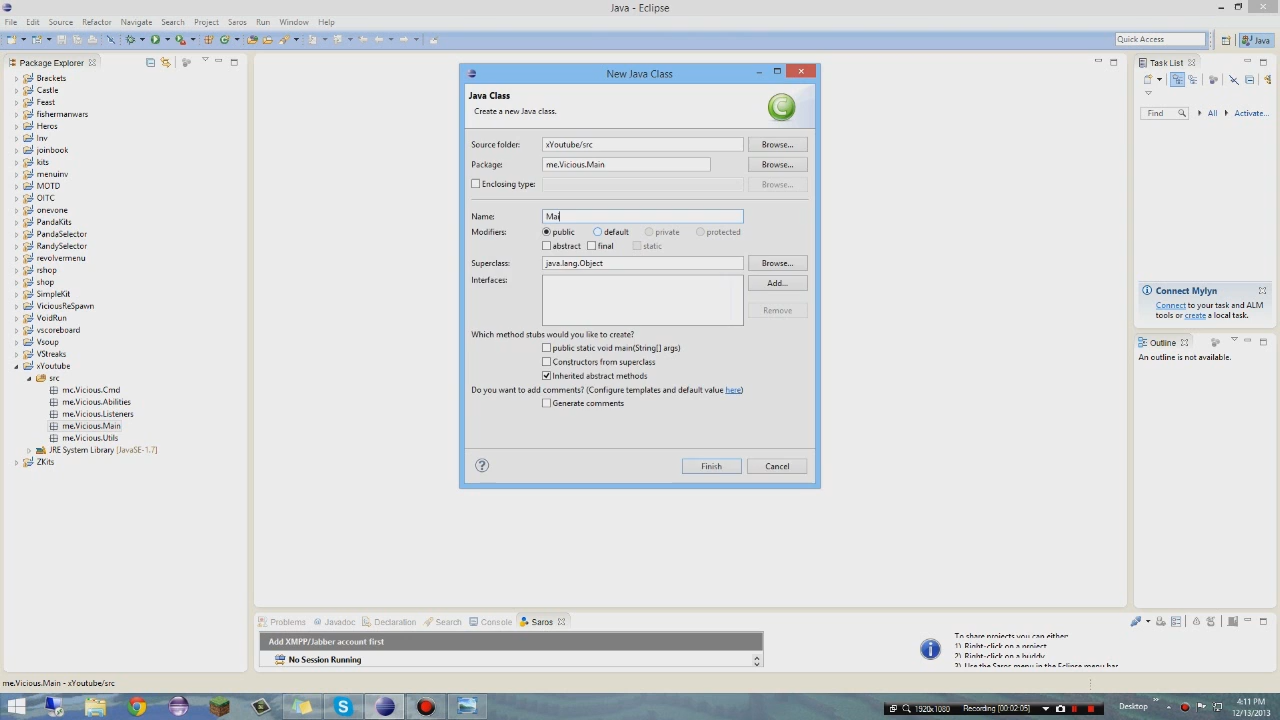 Java - Eclipse
File Edit Source Refactor Navigate Search Project Saros Run Window Help
Quick Access
Java
Package Explorer
Brackets
Castle
Feast
fishermanwars
Heros
Inv
joinbook
kits
menuinv
MOTD
OITC
onevone
PandaKits
PandaSelector
RandySelector
revolvermenu
rshop
shop
SimpleKit
ViciousReSpawn
VoidRun
vscoreboard
Vsoup
VStreaks
xYoutube
src
me.Vicious.Cmd
me.Vicious.Abilities
me.Vicious.Listeners
me.Vicious.Main
me.Vicious.Utils
JRE System Library [JavaSE-1.7]
ZKits
New Java Class
Java Class
Create a new Java class.
Source folder: xYoutube/src Browse...
Package: me.Vicious.Main Browse...
Enclosing type: Browse...
Name: Mai
Modifiers: public default private protected
abstract final static
Superclass: java.lang.Object Browse...
Interfaces: Add...
Remove
Which method stubs would you like to create?
public static void main(String[] args)
Constructors from superclass
Inherited abstract methods
Do you want to add comments? (Configure templates and default value here)
Generate comments
Finish Cancel
Task List
Find All Activate...
Connect Mylyn
Connect to your task and ALM
tools or create a local task.
Outline
An outline is not available.
Problems Javadoc Declaration Search Console Saros
Add XMPP/Jabber account first
No Session Running
To share projects you can either:
1) Right-click on a project
2) Right-click on a buddy
3) Use the Saros menu in the Eclipse menu bar
me.Vicious.Main - xYoutube/src
1920x1080 Recording [00:02:05]
Desktop
4:11 PM
12/13/2013